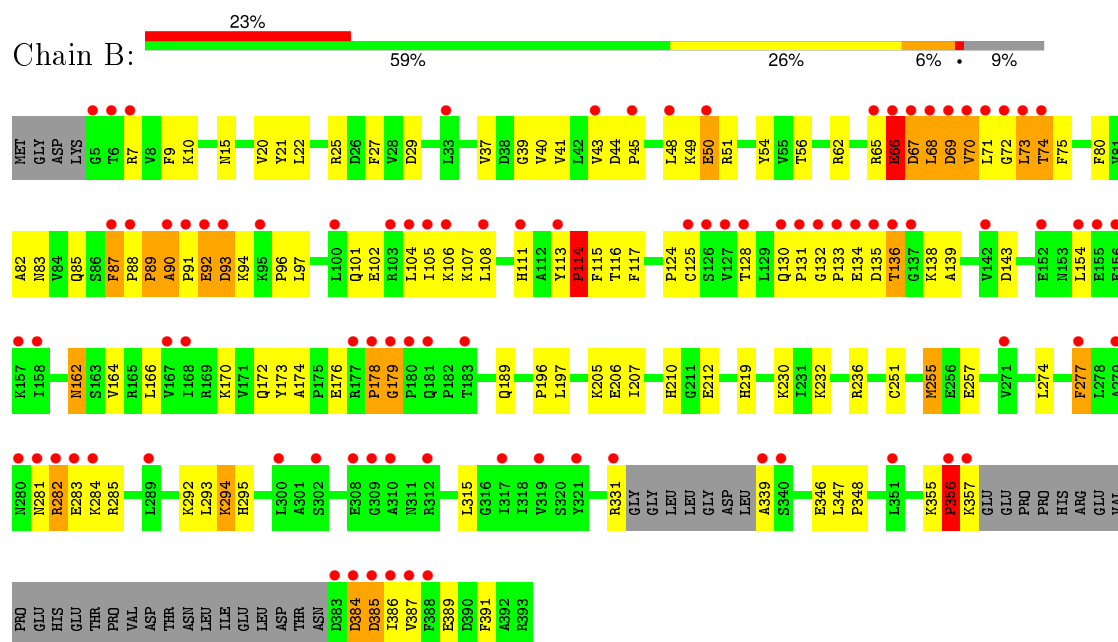 23%
Chain B:
59% 26% 6% • 9%
MET GLY ASP LYS G5 T6 R7 V8 F9 K10 N15 V20 Y21 L22 R25 D26 F27 V28 D29 L33 V37 D38 G39 V40 V41 L42 V43 D44 P45 L48 K49 E50 R51 Y54 V55 T56 R62 R65 E66 D67 L68 D69 V70 L71 G72 L73 T74 F75 F80 V81
A82 N83 V84 Q85 S86 F87 P88 P89 A90 P91 E92 D93 K94 K95 P96 L97 L100 Q101 E102 R103 L104 I105 K106 K107 L108 H111 A112 Y113 P114 F115 T116 F117 P124 C125 S126 V127 T128 L129 Q130 P131 G132 P133 E134 D135 T136 G137 K138 A139 V142 D143 E152 N153 L154 E155 E156
K157 I158 N162 S163 V164 R165 L166 V167 I168 R169 K170 V171 Q172 Y173 A174 P175 E176 R177 P178 G179 P180 Q181 P182 T183 Q189 P196 L197 K205 E206 I207 H210 G211 E212 H219 K230 I231 K232 R236 C251 M255 E256 E257 V271 L274 F277 L278 A279
N280 N281 R282 E283 K284 R285 L289 K292 L293 K294 H295 L300 A301 S302 E308 G309 A310 N311 R312 L315 G316 I317 I318 V319 S320 Y321 R331 GLY GLY LEU LEU GLY ASP LEU A339 S340 E346 L347 P348 L351 K355 P356 K357 GLU GLU PRO PRO HIS ARG GLU VAL
PRO GLU HIS GLU THR PRO VAL ASP THR ASN LEU ILE GLU LEU ASP THR ASN D383 D384 D385 I386 V387 F388 E389 D390 F391 A392 R393